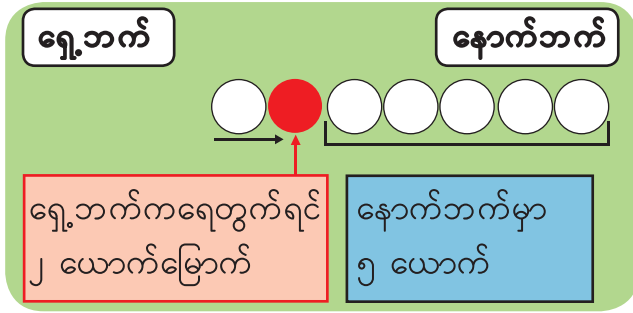 ရှေ့ဘက်
နောက်ဘက်
ရှေ့ဘက်ကရေတွက်ရင်
၂ ယောက်မြောက်
နောက်ဘက်မှာ
၅ ယောက်